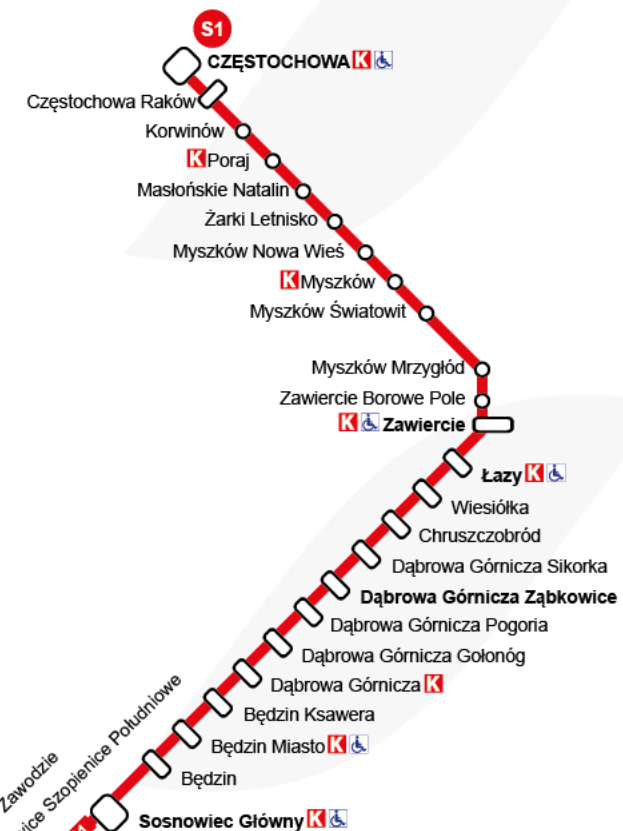 S1
CZĘSTOCHOWA K
Częstochowa Raków
Korwinów
K Poraj
Masłońskie Natalin
Żarki Letnisko
Myszków Nowa Wieś
K Myszków
Myszków Światowit
Myszków Mrzygłód
Zawiercie Borowe Pole
K Zawiercie
Łazy K
Wiesiółka
Chruszczobród
Dąbrowa Górnicza Sikorka
Dąbrowa Górnicza Ząbkowice
Dąbrowa Górnicza Pogoria
Dąbrowa Górnicza Gołonóg
Dąbrowa Górnicza K
Będzin Ksawera
Będzin Miasto K
Będzin
Sosnowiec Główny K
Szopienice Południowe
Zawodzie